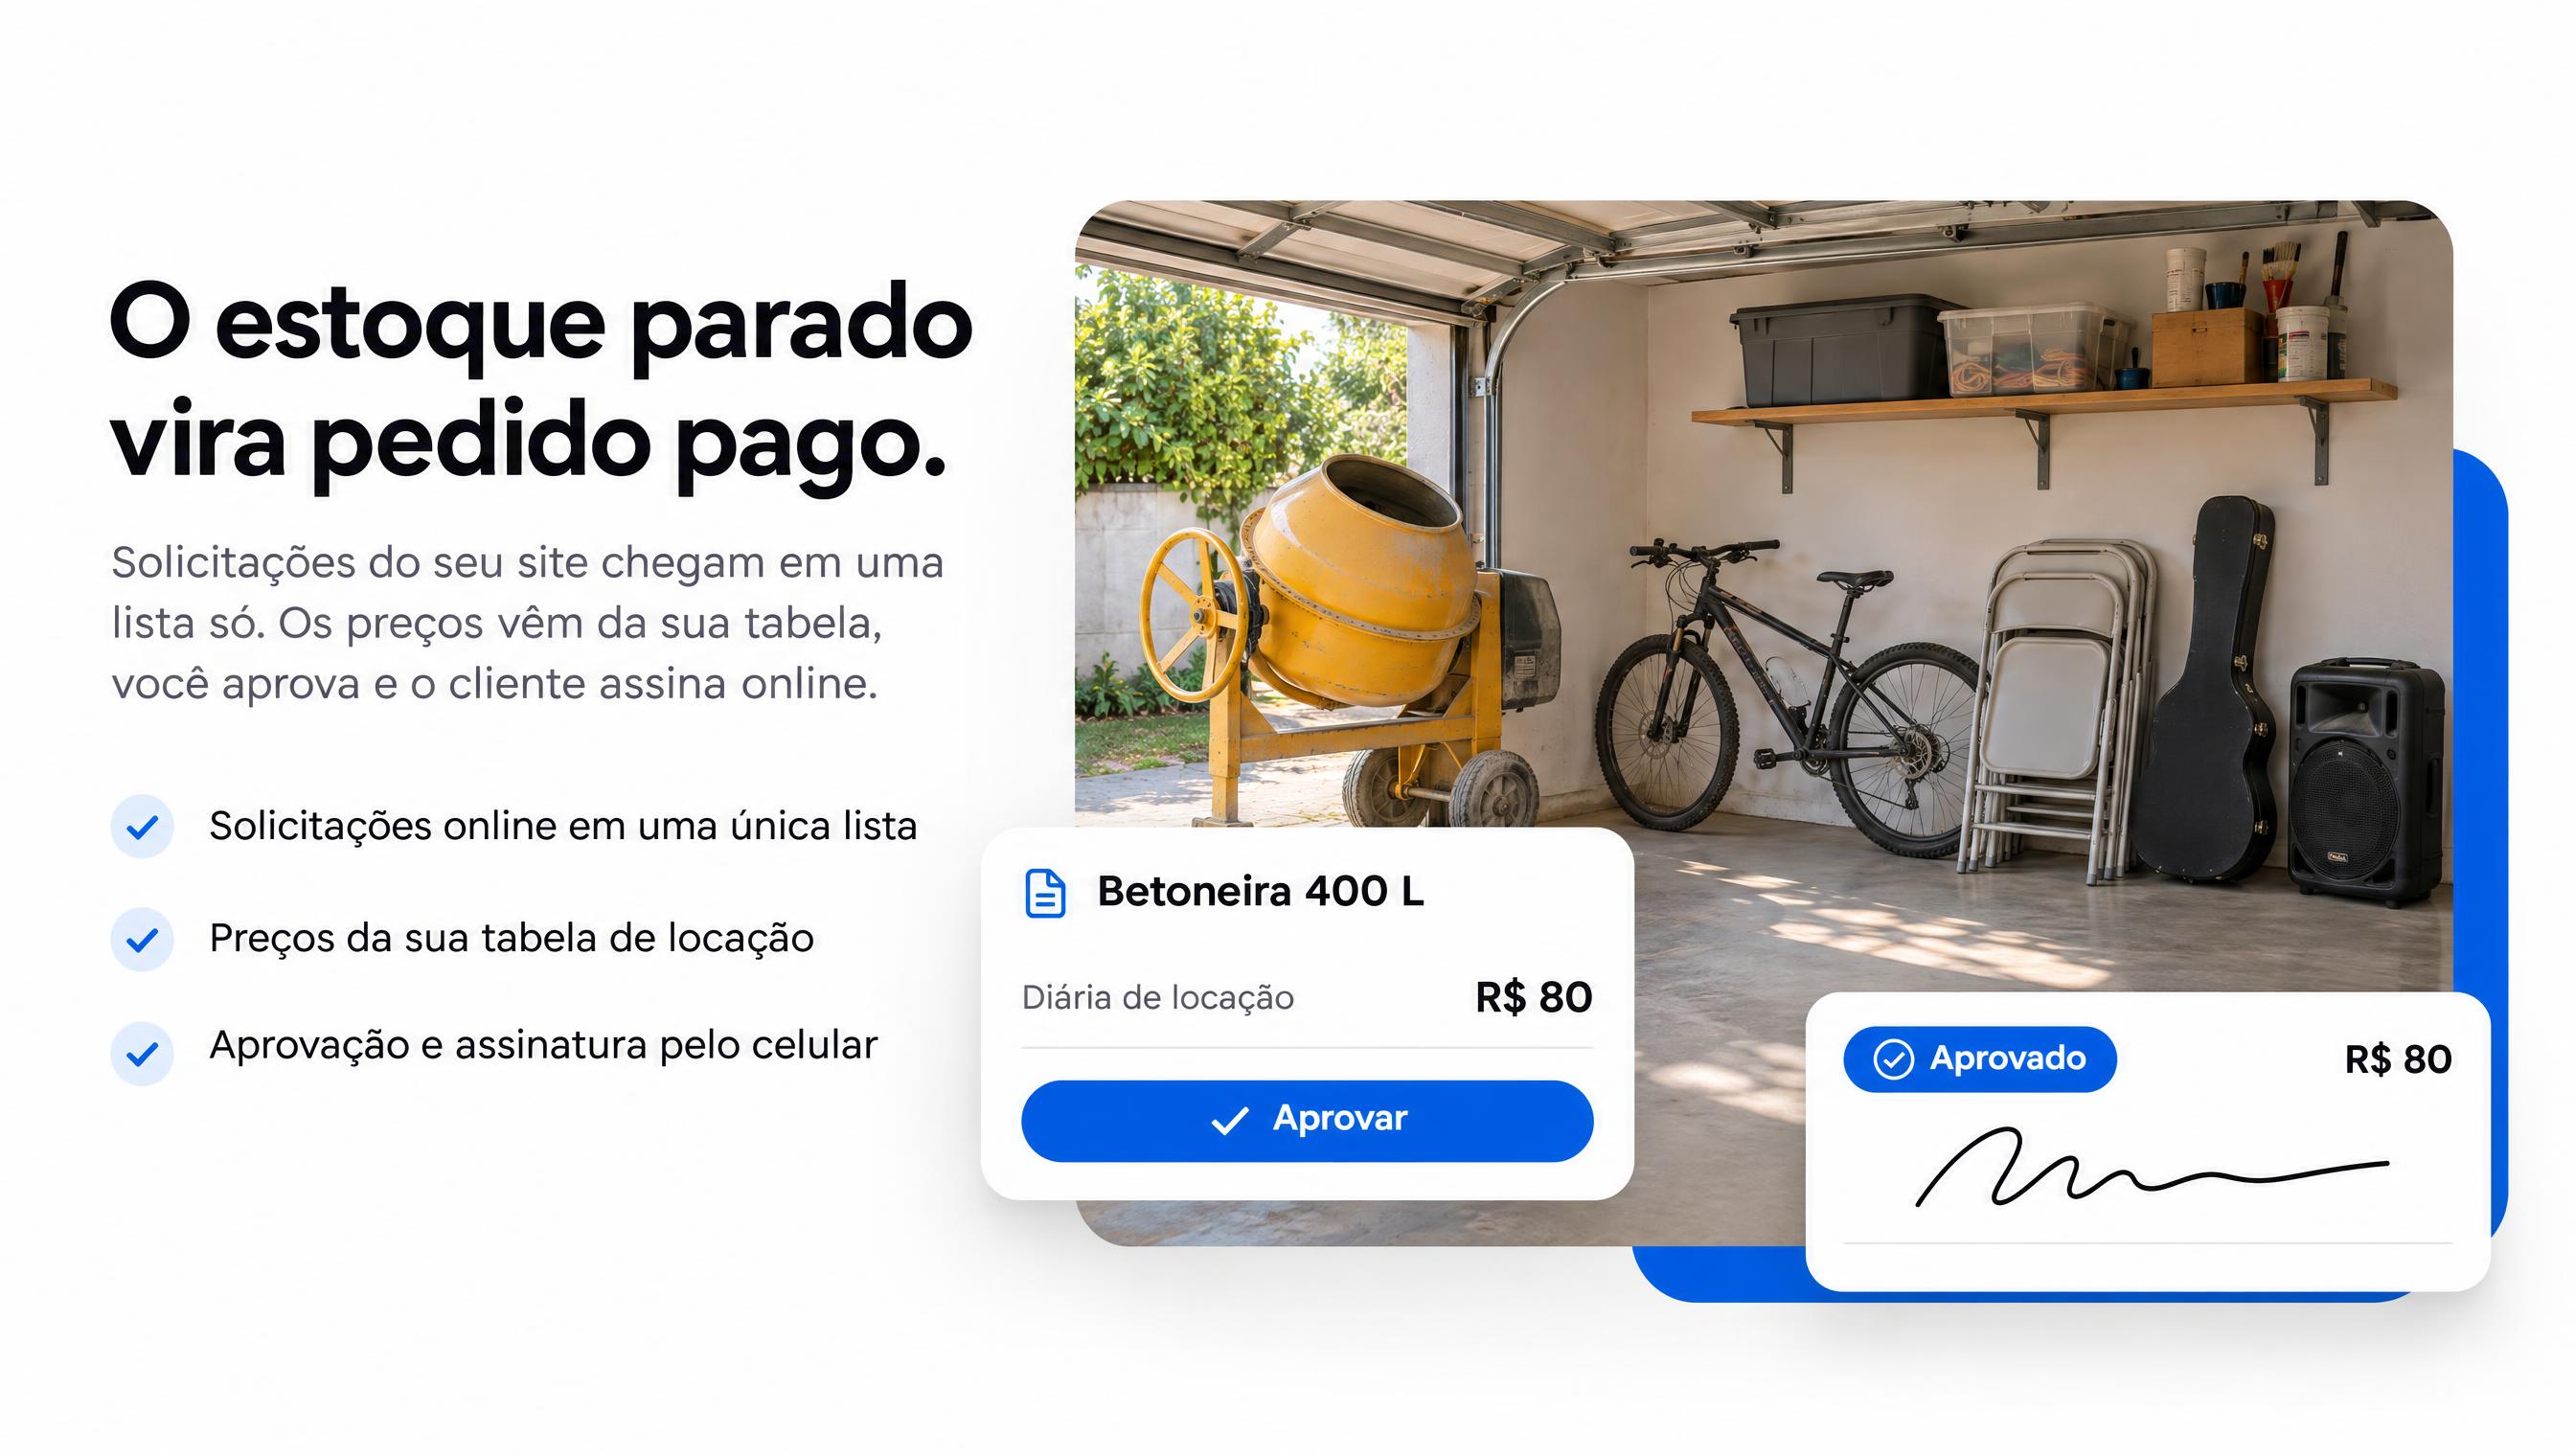 O estoque parado
vira pedido pago.
Solicitações do seu site chegam em uma
lista só. Os preços vêm da sua tabela,
você aprova e o cliente assina online.
Solicitações online em uma única lista
Preços da sua tabela de locação
Aprovação e assinatura pelo celular
Betoneira 400 L
Diária de locação R$ 80
Aprovar
Aprovado R$ 80